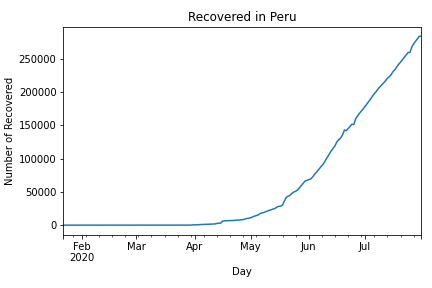 Recovered in Peru
Number of Recovered
250000
200000
150000
100000
50000
0
Feb Mar Apr May Jun Jul
2020
Day